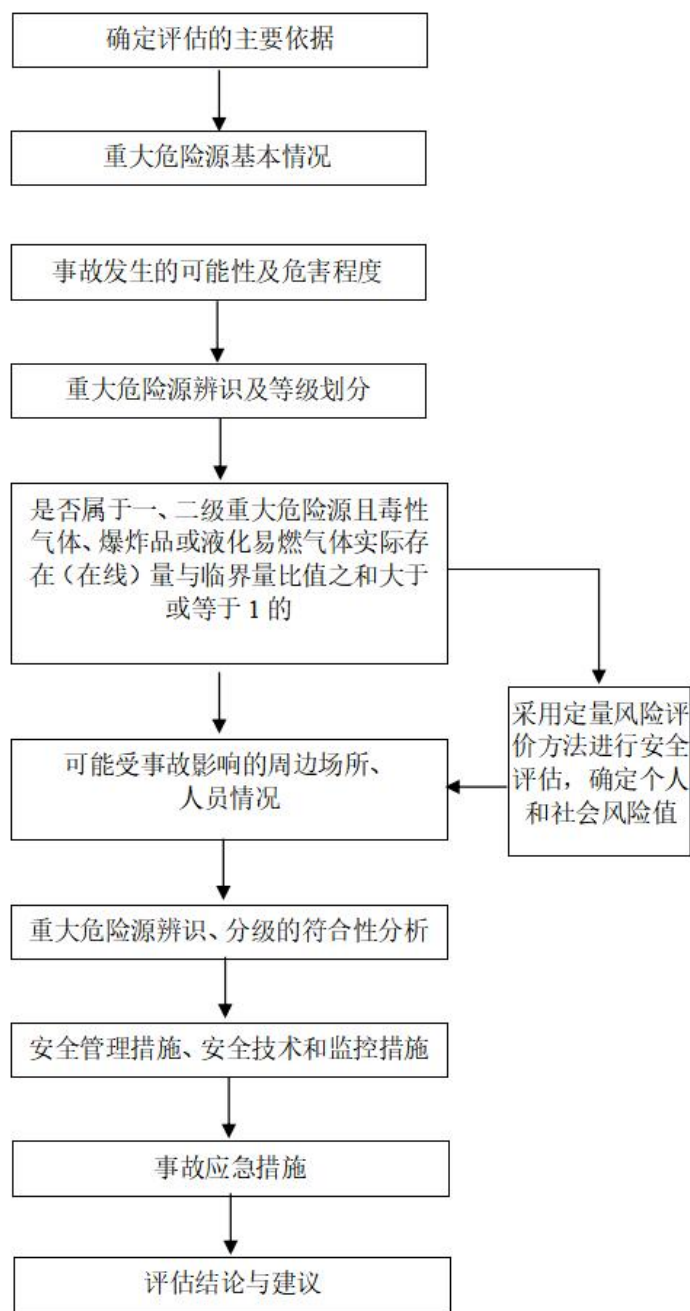 确定评估的主要依据
重大危险源基本情况
事故发生的可能性及危害程度
重大危险源辨识及等级划分
是否属于一、二级重大危险源且毒性
气体、爆炸品或液化易燃气体实际存
在（在线）量与临界量比值之和大于
或等于 1 的
采用定量风险评
价方法进行安全
评估，确定个人
和社会风险值
可能受事故影响的周边场所、
人员情况
重大危险源辨识、分级的符合性分析
安全管理措施、安全技术和监控措施
事故应急措施
评估结论与建议